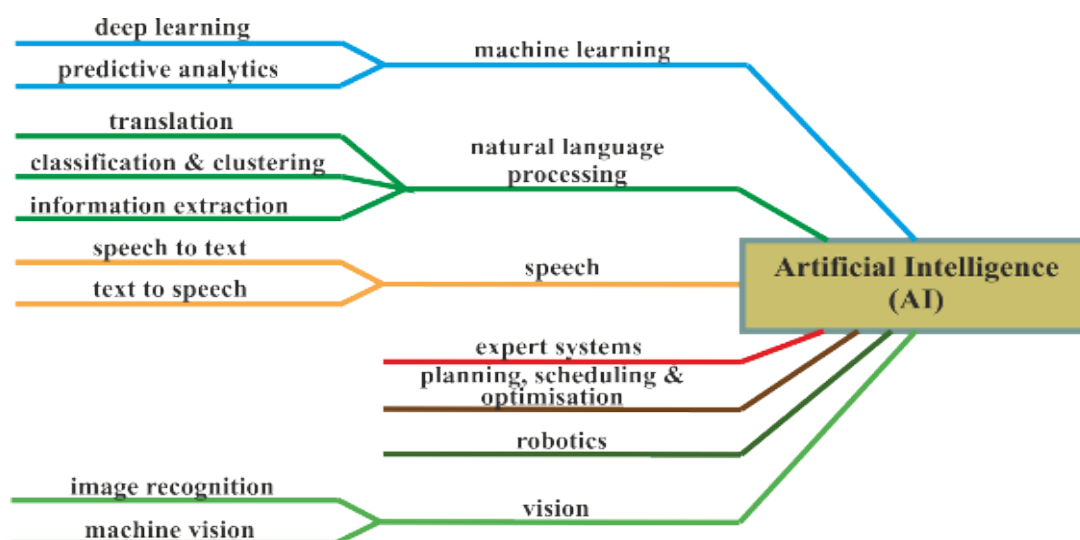 deep learning
machine learning
predictive analytics
translation
natural language
processing
classification & clustering
information extraction
speech to text
speech
text to speech
Artificial Intelligence
(AI)
expert systems
planning, scheduling &
optimisation
robotics
image recognition
vision
machine vision